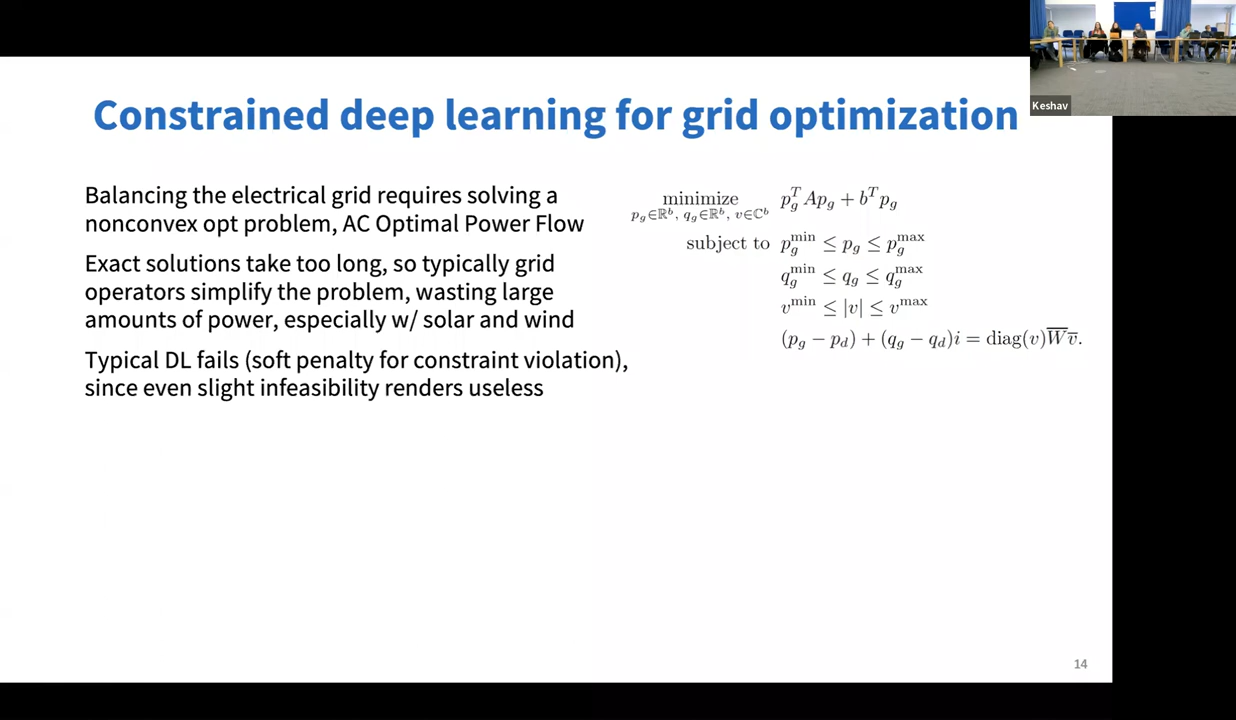 Constrained deep learning for grid optimization
Keshav
Balancing the electrical grid requires solving a
nonconvex opt problem, AC Optimal Power Flow
Exact solutions take too long, so typically grid
operators simplify the problem, wasting large
amounts of power, especially w/ solar and wind
Typical DL fails (soft penalty for constraint violation),
since even slight infeasibility renders useless
minimize p_g^T A p_g + b^T p_g
p_g∈ℝ^b, q_g∈ℝ^b, v∈ℂ^b
subject to p_g^min ≤ p_g ≤ p_g^max
q_g^min ≤ q_g ≤ q_g^max
v^min ≤ |v| ≤ v^max
(p_g − p_d) + (q_g − q_d)i = diag(v)W̅v̅.
14